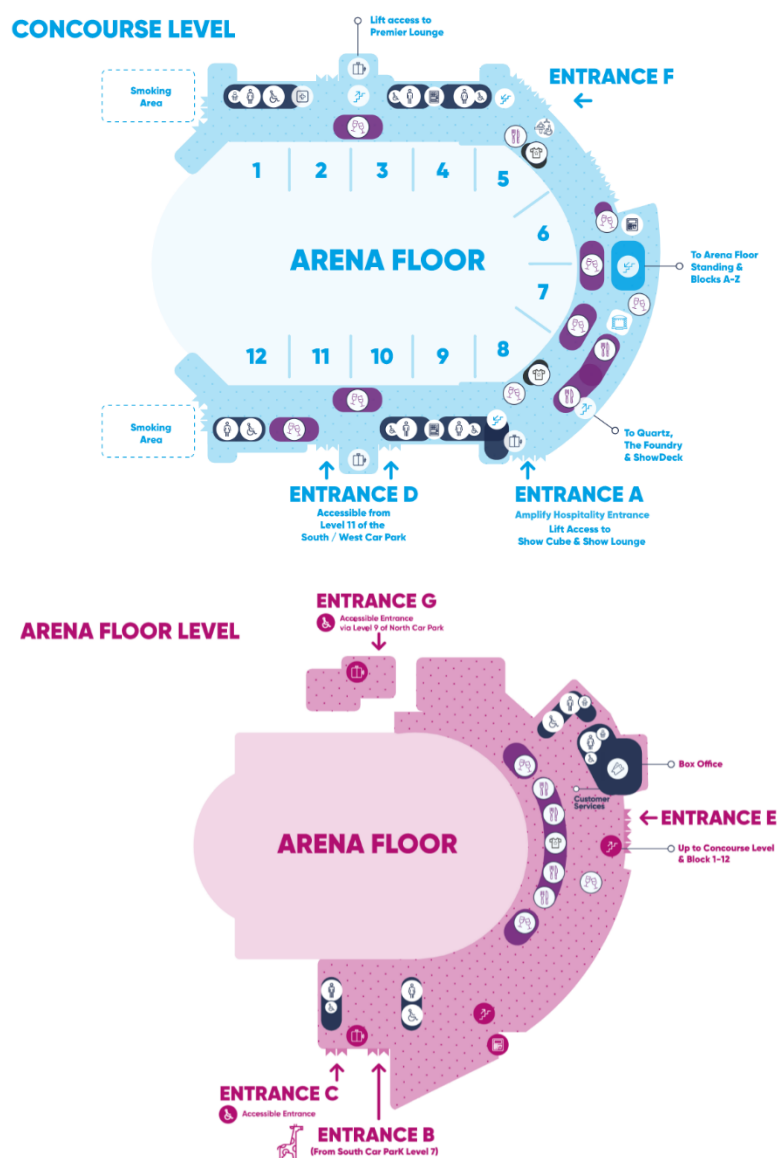 CONCOURSE LEVEL
Lift access to
Premier Lounge
ENTRANCE F
Smoking
Area
1
2
3
4
5
6
7
ARENA FLOOR
To Arena Floor
Standing &
Blocks A-Z
12
11
10
9
8
Smoking
Area
To Quartz,
The Foundry
& ShowDeck
ENTRANCE D
Accessible from
Level 11 of the
South / West Car Park
ENTRANCE A
Amplify Hospitality Entrance
Lift Access to
Show Cube & Show Lounge
ARENA FLOOR LEVEL
ENTRANCE G
Accessible Entrance
via Level 9 of North Car Park
Box Office
Customer
Services
ENTRANCE E
ARENA FLOOR
Up to Concourse Level
& Block 1-12
ENTRANCE C
Accessible Entrance
ENTRANCE B
(From South Car ParK Level 7)